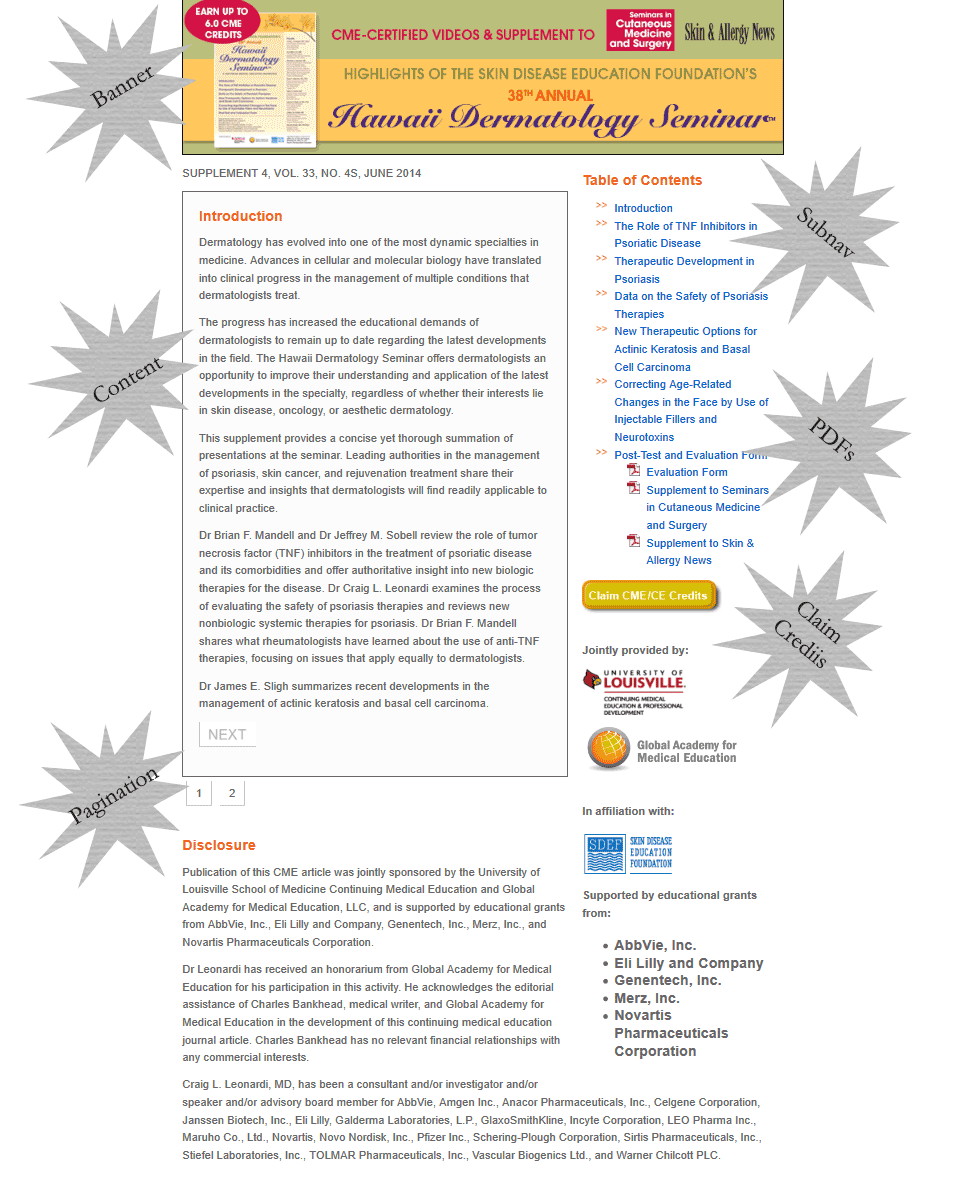 EARN UP TO
6.0 CME
CREDITS
Hawaii
Dermatology
Seminar
CME-CERTIFIED VIDEOS & SUPPLEMENT TO
Seminars in
Cutaneous
Medicine
and Surgery
Skin & Allergy News
HIGHLIGHTS OF THE SKIN DISEASE EDUCATION FOUNDATION'S
38TH ANNUAL
Hawaii Dermatology Seminar™
Banner
SUPPLEMENT 4, VOL. 33, NO. 4S, JUNE 2014
Introduction
Dermatology has evolved into one of the most dynamic specialties in
medicine. Advances in cellular and molecular biology have translated
into clinical progress in the management of multiple conditions that
dermatologists treat.
The progress has increased the educational demands of
dermatologists to remain up to date regarding the latest developments
in the field. The Hawaii Dermatology Seminar offers dermatologists an
opportunity to improve their understanding and application of the latest
developments in the specialty, regardless of whether their interests lie
in skin disease, oncology, or aesthetic dermatology.
This supplement provides a concise yet thorough summation of
presentations at the seminar. Leading authorities in the management
of psoriasis, skin cancer, and rejuvenation treatment share their
expertise and insights that dermatologists will find readily applicable to
clinical practice.
Dr Brian F. Mandell and Dr Jeffrey M. Sobell review the role of tumor
necrosis factor (TNF) inhibitors in the treatment of psoriatic disease
and its comorbidities and offer authoritative insight into new biologic
therapies for the disease. Dr Craig L. Leonardi examines the process
of evaluating the safety of psoriasis therapies and reviews new
nonbiologic systemic therapies for psoriasis. Dr Brian F. Mandell
shares what rheumatologists have learned about the use of anti-TNF
therapies, focusing on issues that apply equally to dermatologists.
Dr James E. Sligh summarizes recent developments in the
management of actinic keratosis and basal cell carcinoma.
NEXT
1 2
Content
Pagination
Disclosure
Publication of this CME article was jointly sponsored by the University of
Louisville School of Medicine Continuing Medical Education and Global
Academy for Medical Education, LLC, and is supported by educational grants
from AbbVie, Inc., Eli Lilly and Company, Genentech, Inc., Merz, Inc., and
Novartis Pharmaceuticals Corporation.
Dr Leonardi has received an honorarium from Global Academy for Medical
Education for his participation in this activity. He acknowledges the editorial
assistance of Charles Bankhead, medical writer, and Global Academy for
Medical Education in the development of this continuing medical education
journal article. Charles Bankhead has no relevant financial relationships with
any commercial interests.
Craig L. Leonardi, MD, has been a consultant and/or investigator and/or
speaker and/or advisory board member for AbbVie, Amgen Inc., Anacor Pharmaceuticals, Inc., Celgene Corporation,
Janssen Biotech, Inc., Eli Lilly, Galderma Laboratories, L.P., GlaxoSmithKline, Incyte Corporation, LEO Pharma Inc.,
Maruho Co., Ltd., Novartis, Novo Nordisk, Inc., Pfizer Inc., Schering-Plough Corporation, Sirtis Pharmaceuticals, Inc.,
Stiefel Laboratories, Inc., TOLMAR Pharmaceuticals, Inc., Vascular Biogenics Ltd., and Warner Chilcott PLC.
Table of Contents
>> Introduction
>> The Role of TNF Inhibitors in
Psoriatic Disease
>> Therapeutic Development in
Psoriasis
>> Data on the Safety of Psoriasis
Therapies
>> New Therapeutic Options for
Actinic Keratosis and Basal
Cell Carcinoma
>> Correcting Age-Related
Changes in the Face by Use of
Injectable Fillers and
Neurotoxins
>> Post-Test and Evaluation Form
Evaluation Form
Supplement to Seminars
in Cutaneous Medicine
and Surgery
Supplement to Skin &
Allergy News
Subnav
PDFs
Claim CME/CE Credits
Claim
Crediis
Jointly provided by:
UNIVERSITY OF
LOUISVILLE.
CONTINUING MEDICAL
EDUCATION & PROFESSIONAL
DEVELOPMENT
Global Academy for
Medical Education
In affiliation with:
SDEF
SKIN DISEASE
EDUCATION
FOUNDATION
Supported by educational grants
from:
• AbbVie, Inc.
• Eli Lilly and Company
• Genentech, Inc.
• Merz, Inc.
• Novartis
Pharmaceuticals
Corporation